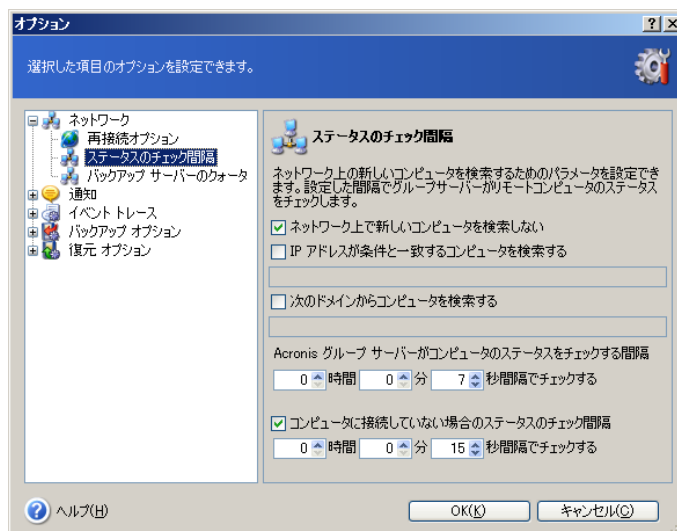 オプション
選択した項目のオプションを設定できます。
ネットワーク
再接続オプション
ステータスのチェック間隔
バックアップ サーバーのクォータ
通知
イベント トレース
バックアップ オプション
復元 オプション
ステータスのチェック間隔
ネットワーク上の新しいコンピュータを検索するためのパラメータを設定でき
ます。設定した間隔でグループサーバーがリモートコンピュータのステータス
をチェックします。
ネットワーク上で新しいコンピュータを検索しない
IP アドレスが条件と一致するコンピュータを検索する
次のドメインからコンピュータを検索する
Acronis グループ サーバーがコンピュータのステータスをチェックする間隔
0 時間 0 分 7 秒間隔でチェックする
コンピュータに接続していない場合のステータスのチェック間隔
0 時間 0 分 15 秒間隔でチェックする
ヘルプ(H)
OK(K)
キャンセル(C)